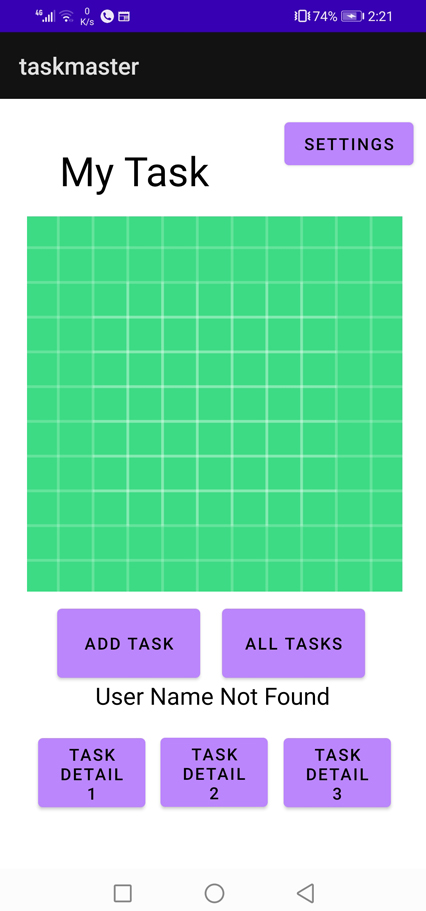 4G 0 K/s 74% 2:21
taskmaster
SETTINGS
My Task
ADD TASK ALL TASKS
User Name Not Found
TASK DETAIL 1
TASK DETAIL 2
TASK DETAIL 3